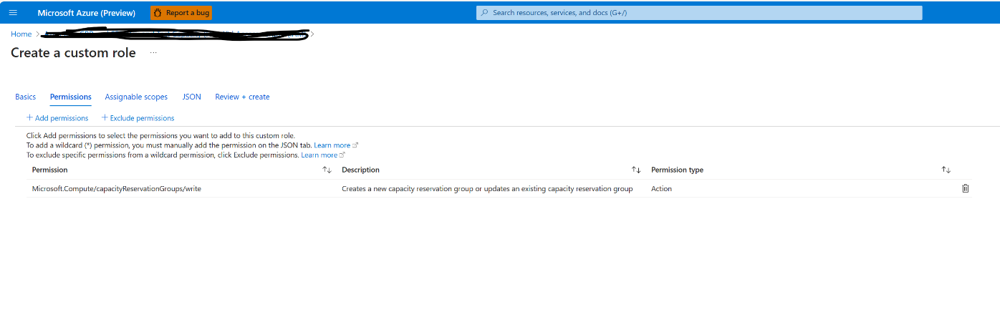 Microsoft Azure (Preview)
Report a bug
Search resources, services, and docs (G+/)
Home >
>
Create a custom role ...
Basics Permissions Assignable scopes JSON Review + create
+ Add permissions + Exclude permissions
Click Add permissions to select the permissions you want to add to this custom role.
To add a wildcard (*) permission, you must manually add the permission on the JSON tab. Learn more
To exclude specific permissions from a wildcard permission, click Exclude permissions. Learn more
Permission ↑↓ Description ↑↓ Permission type ↑↓
Microsoft.Compute/capacityReservationGroups/write Creates a new capacity reservation group or updates an existing capacity reservation group Action